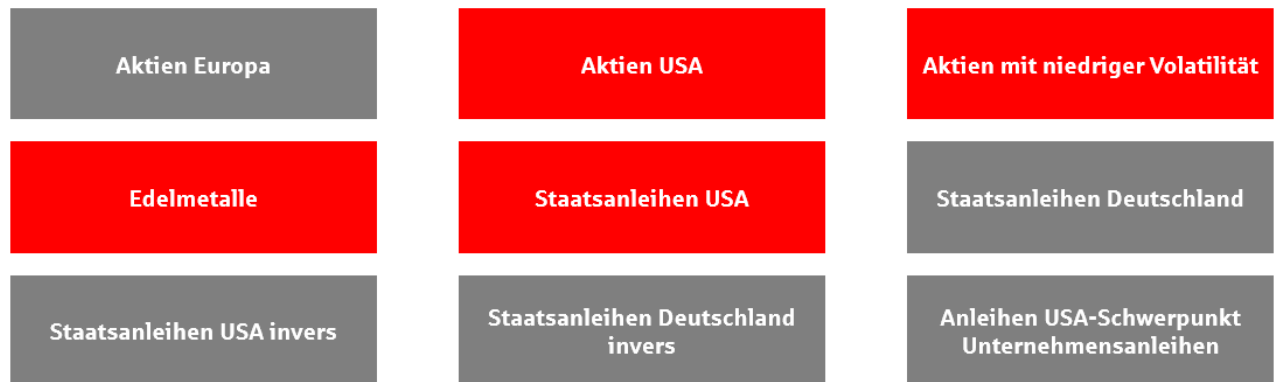 Aktien Europa
Aktien USA
Aktien mit niedriger Volatilität
Edelmetalle
Staatsanleihen USA
Staatsanleihen Deutschland
Staatsanleihen USA invers
Staatsanleihen Deutschland
invers
Anleihen USA-Schwerpunkt
Unternehmensanleihen